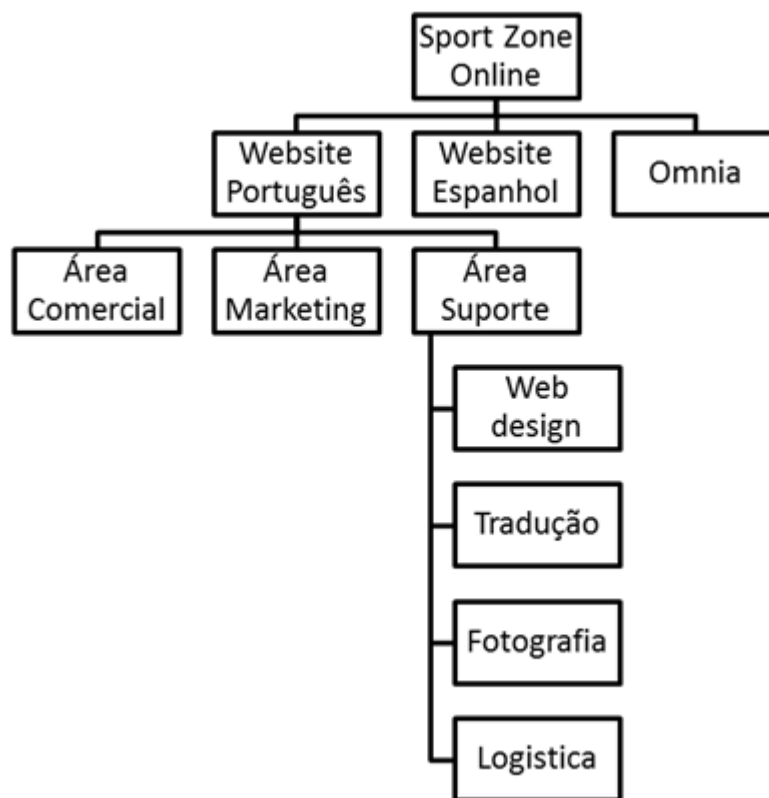 Sport Zone
Online
Website
Português
Website
Espanhol
Omnia
Área
Comercial
Área
Marketing
Área
Suporte
Web
design
Tradução
Fotografia
Logistica